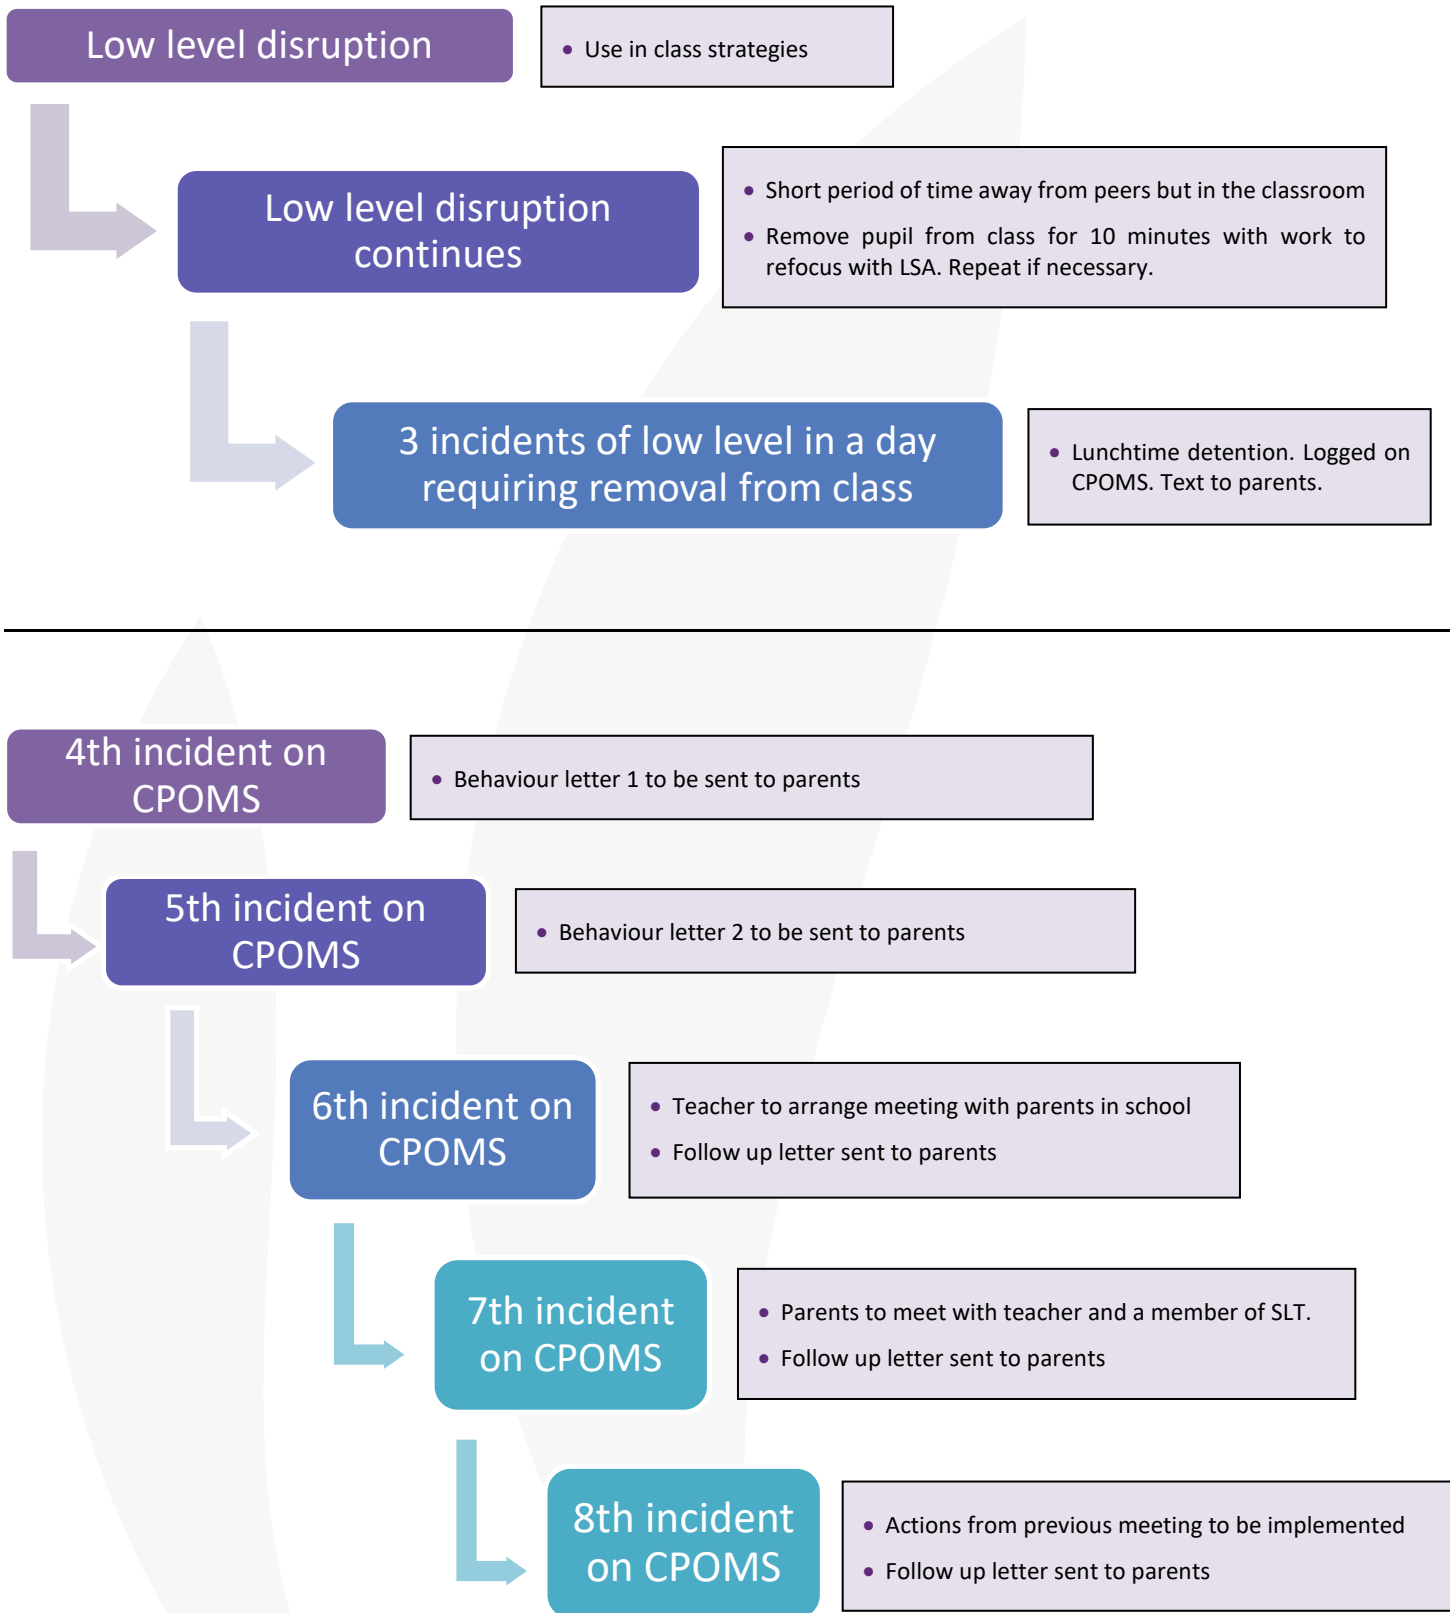 Low level disruption
• Use in class strategies
Low level disruption
continues
• Short period of time away from peers but in the classroom
• Remove pupil from class for 10 minutes with work to
refocus with LSA. Repeat if necessary.
3 incidents of low level in a day
requiring removal from class
• Lunchtime detention. Logged on
CPOMS. Text to parents.
4th incident on
CPOMS
• Behaviour letter 1 to be sent to parents
5th incident on
CPOMS
• Behaviour letter 2 to be sent to parents
6th incident on
CPOMS
• Teacher to arrange meeting with parents in school
• Follow up letter sent to parents
7th incident
on CPOMS
• Parents to meet with teacher and a member of SLT.
• Follow up letter sent to parents
8th incident
on CPOMS
• Actions from previous meeting to be implemented
• Follow up letter sent to parents